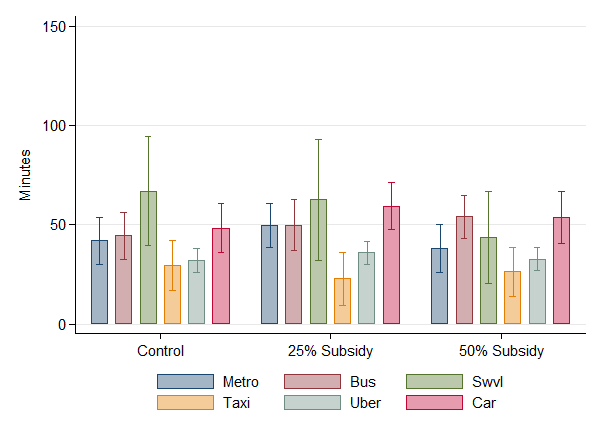 150
100
50
0
Minutes
Control 25% Subsidy 50% Subsidy
Metro Bus Swvl
Taxi Uber Car